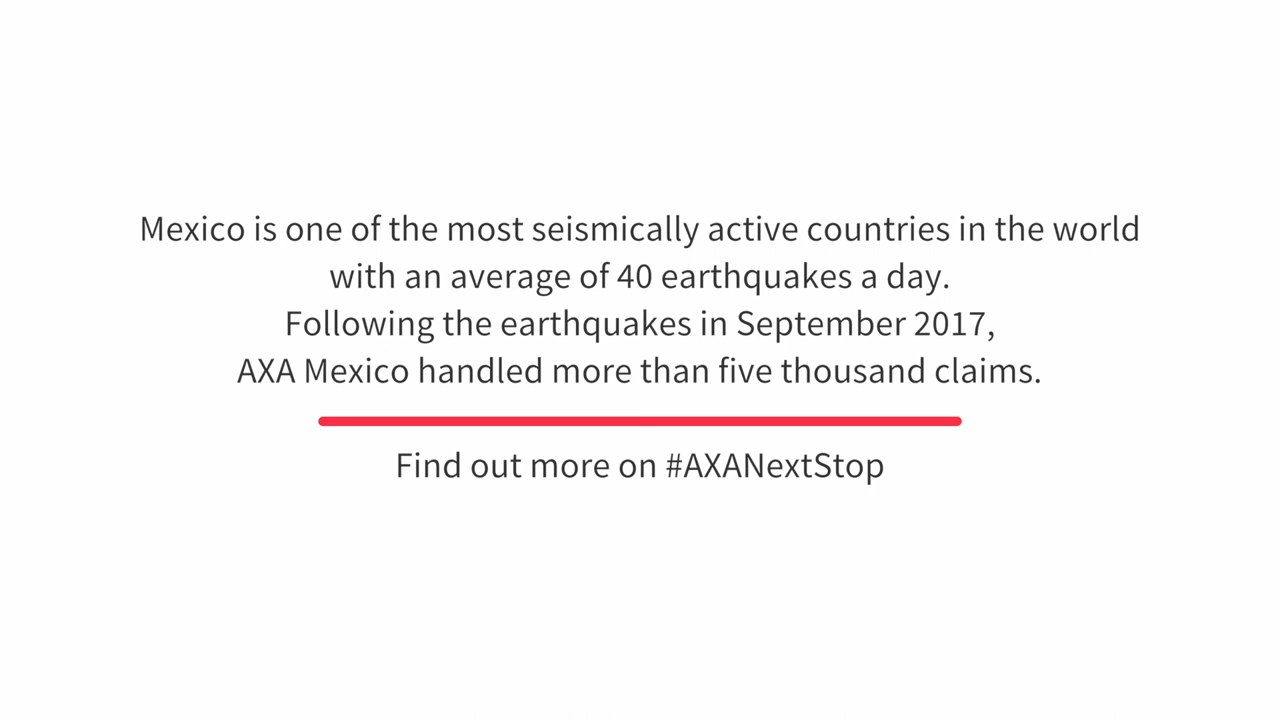 Mexico is one of the most seismically active countries in the world
with an average of 40 earthquakes a day.
Following the earthquakes in September 2017,
AXA Mexico handled more than five thousand claims.
Find out more on #AXANextStop